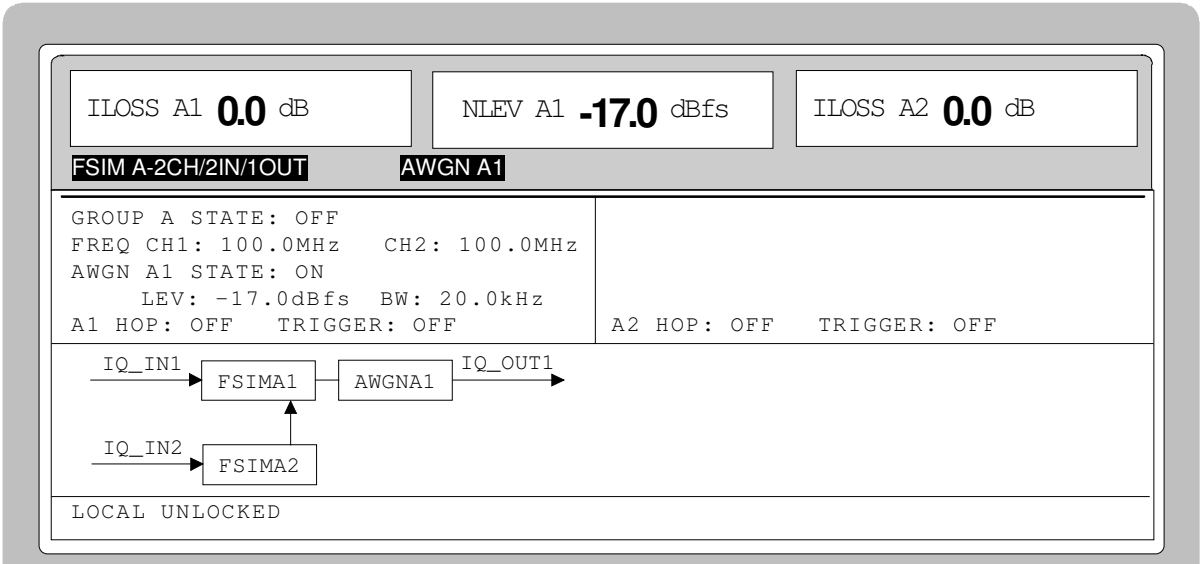 ILOSS A1 0.0 dB
NLEV A1 -17.0 dBfs
ILOSS A2 0.0 dB
FSIM A-2CH/2IN/1OUT
AWGN A1
GROUP A STATE: OFF
FREQ CH1: 100.0MHz CH2: 100.0MHz
AWGN A1 STATE: ON
LEV: -17.0dBfs BW: 20.0kHz
A1 HOP: OFF TRIGGER: OFF
A2 HOP: OFF TRIGGER: OFF
IQ_IN1
FSIMA1
AWGNA1
IQ_OUT1
IQ_IN2
FSIMA2
LOCAL UNLOCKED